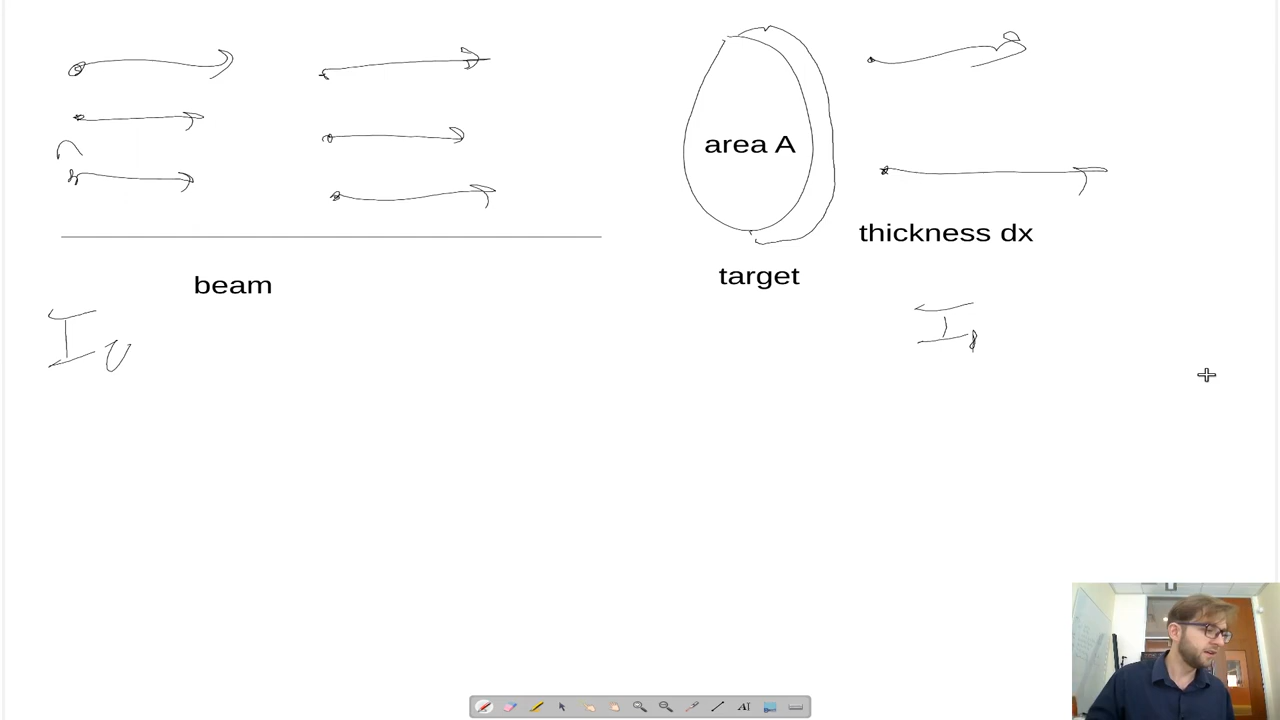 area A
thickness dx
target
beam
I
I